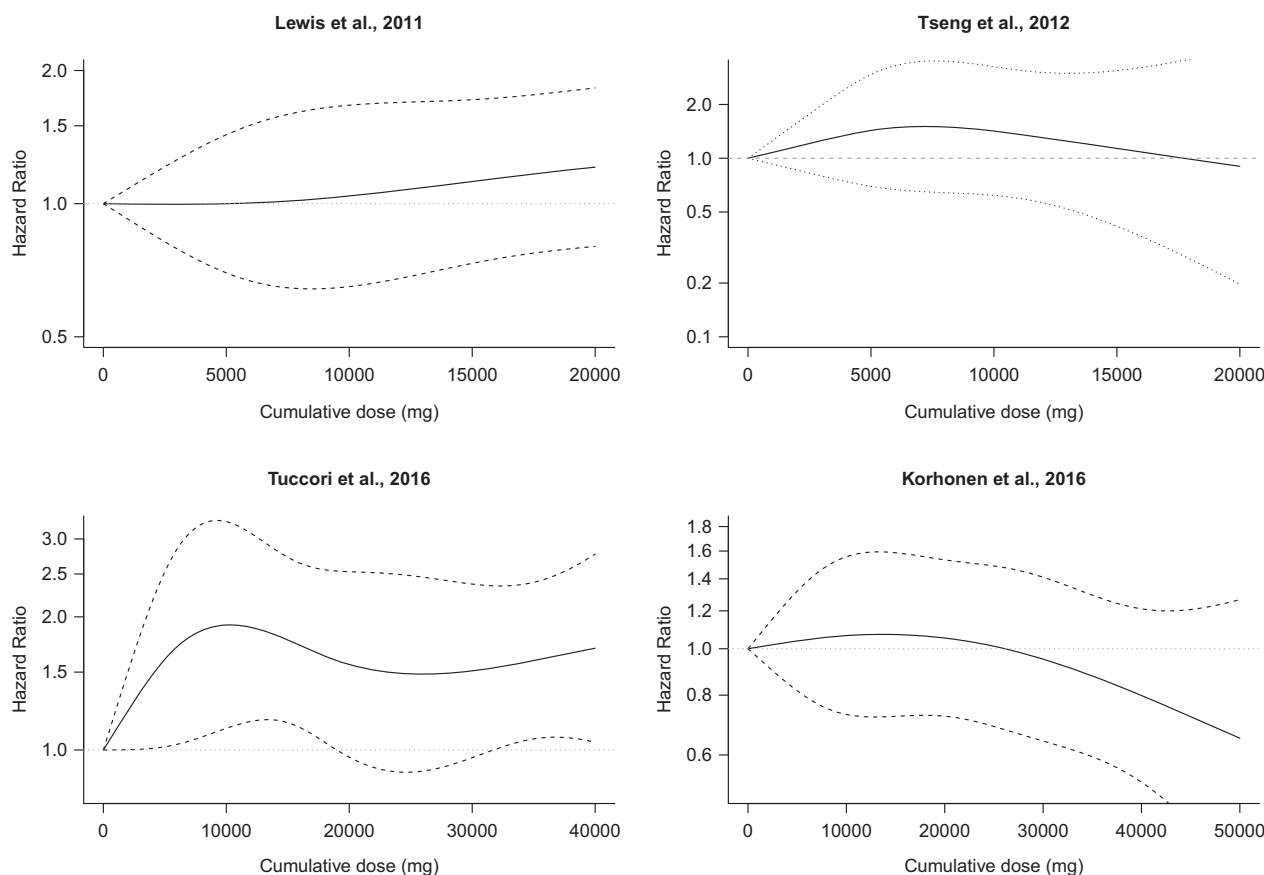 Lewis et al., 2011
Hazard Ratio
2.0
1.5
1.0
0.5
0 5000 10000 15000 20000
Cumulative dose (mg)
Tseng et al., 2012
Hazard Ratio
2.0
1.0
0.5
0.2
0.1
0 5000 10000 15000 20000
Cumulative dose (mg)
Tuccori et al., 2016
Hazard Ratio
3.0
2.5
2.0
1.5
1.0
0 10000 20000 30000 40000
Cumulative dose (mg)
Korhonen et al., 2016
Hazard Ratio
1.8
1.6
1.4
1.2
1.0
0.8
0.6
0 10000 20000 30000 40000 50000
Cumulative dose (mg)